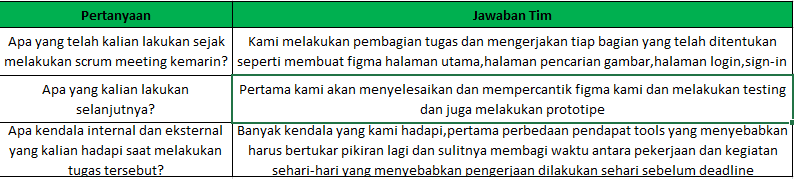 Pertanyaan
Jawaban Tim
Apa yang telah kalian lakukan sejak
melakukan scrum meeting kemarin?
Kami melakukan pembagian tugas dan mengerjakan tiap bagian yang telah ditentukan
seperti membuat figma halaman utama,halaman pencarian gambar,halaman login,sign-in
Apa yang kalian lakukan
selanjutnya?
Pertama kami akan menyelesaikan dan mempercantik figma kami dan melakukan testing
dan juga melakukan prototipe
Apa kendala internal dan eksternal
yang kalian hadapi saat melakukan
tugas tersebut?
Banyak kendala yang kami hadapi,pertama perbedaan pendapat tools yang menyebabkan
harus bertukar pikiran lagi dan sulitnya membagi waktu antara pekerjaan dan kegiatan
sehari-hari yang menyebabkan pengerjaan dilakukan sehari sebelum deadline